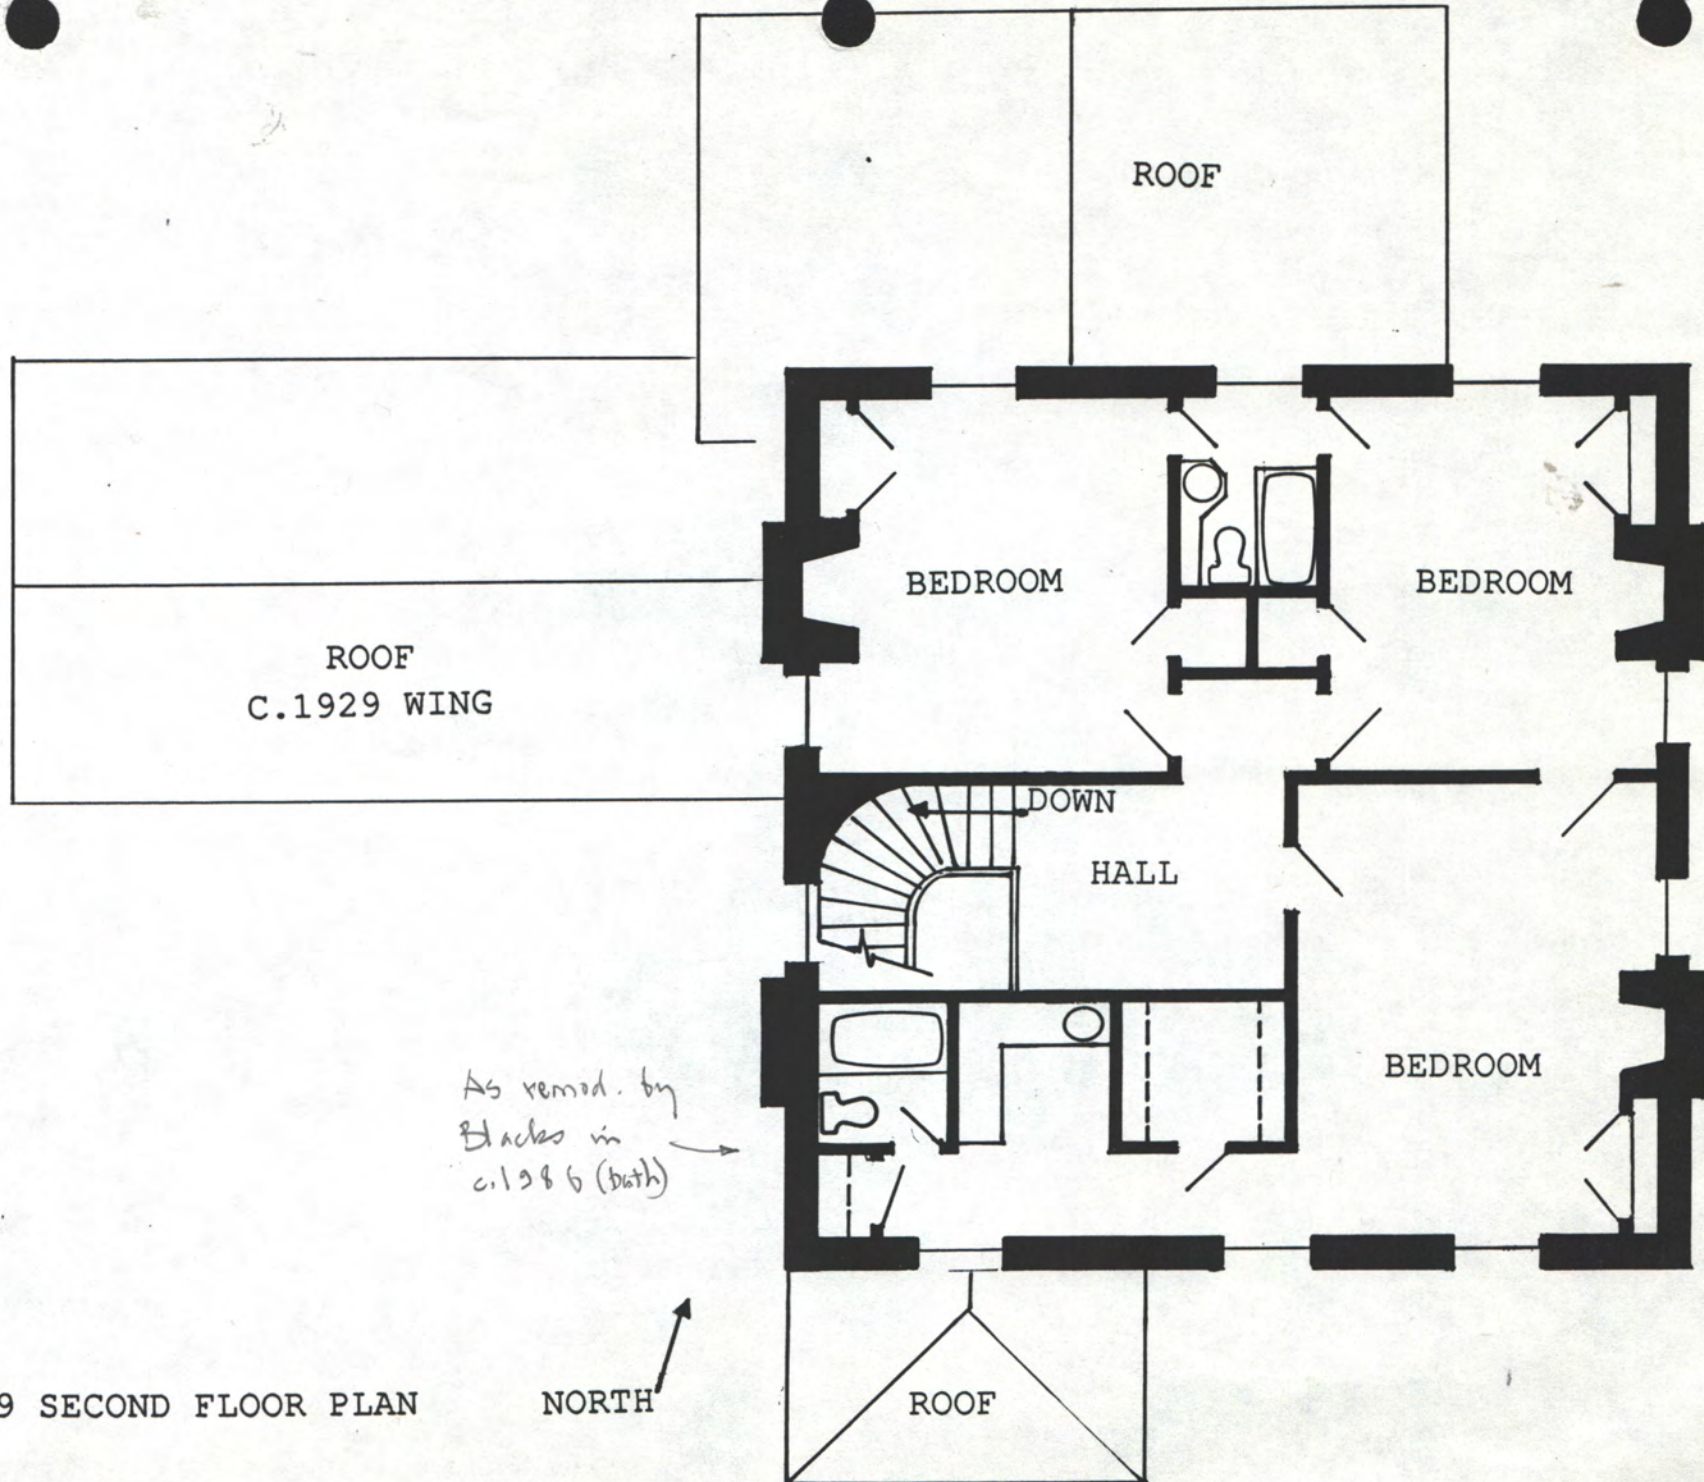 ROOF
BEDROOM
BEDROOM
ROOF
C.1929 WING
DOWN
HALL
BEDROOM
As remod. by
Blacks in
c.1986 (bath)
9 SECOND FLOOR PLAN
NORTH
ROOF